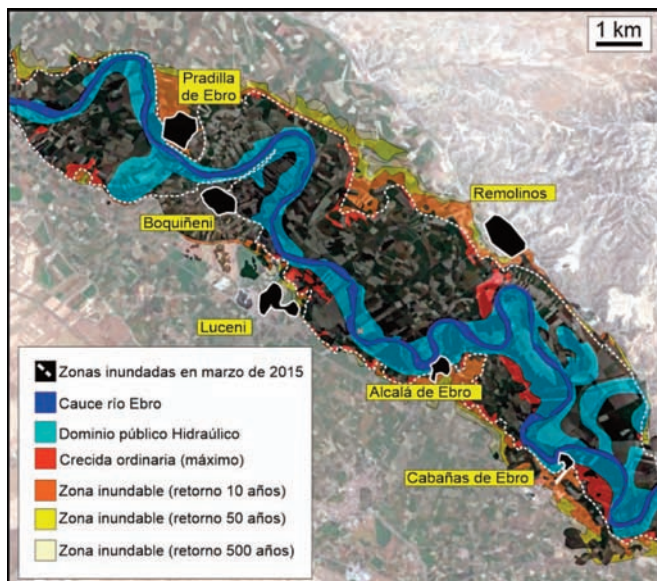 1 km
Pradilla
de Ebro
Remolinos
Boquiñeni
Luceni
Alcalá de Ebro
Cabañas de Ebro
Zonas inundadas en marzo de 2015
Cauce río Ebro
Dominio público Hidraúlico
Crecida ordinaria (máximo)
Zona inundable (retorno 10 años)
Zona inundable (retorno 50 años)
Zona inundable (retorno 500 años)